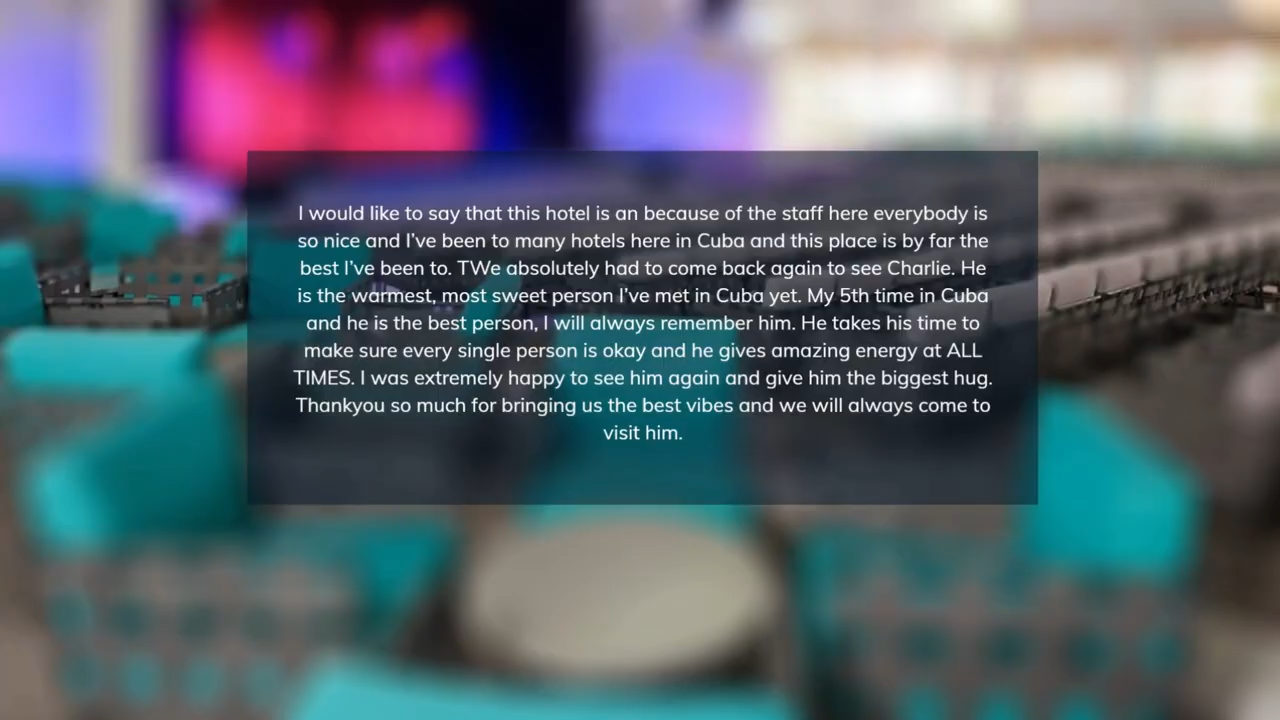 I would like to say that this hotel is an because of the staff here everybody is
so nice and I've been to many hotels here in Cuba and this place is by far the
best I've been to. TWe absolutely had to come back again to see Charlie. He
is the warmest, most sweet person I've met in Cuba yet. My 5th time in Cuba
and he is the best person, I will always remember him. He takes his time to
make sure every single person is okay and he gives amazing energy at ALL
TIMES. I was extremely happy to see him again and give him the biggest hug.
Thankyou so much for bringing us the best vibes and we will always come to
visit him.